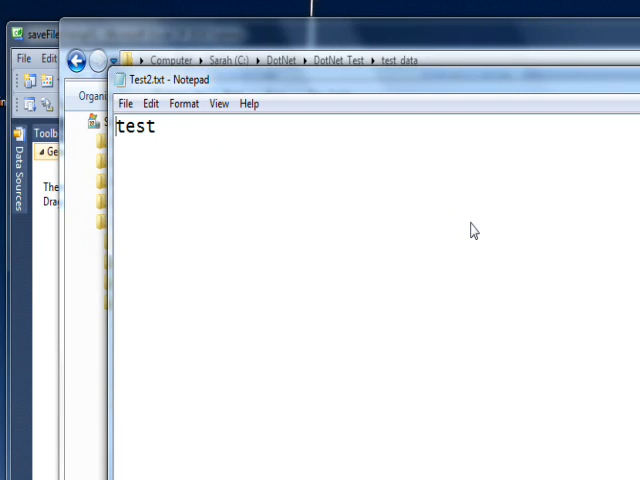 saveFile
File Edit
Computer Sarah (C:) DotNet DotNet Test test data
Test2.txt - Notepad
Organi
File Edit Format View Help
test
Toolb
Ge
Data Sources
The
Drag